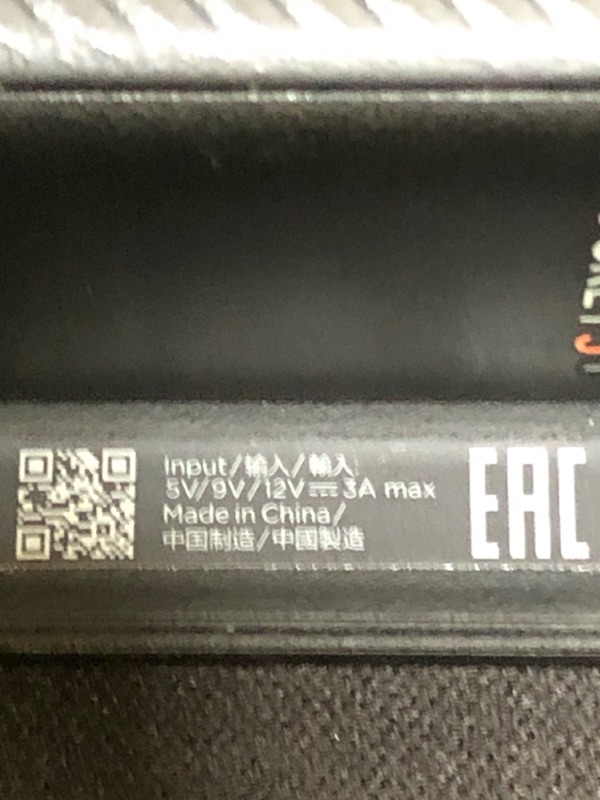 Input/输入/輸入
5V/9V/12V⎓3A max
Made in China/
中国制造/中國製造
EAC